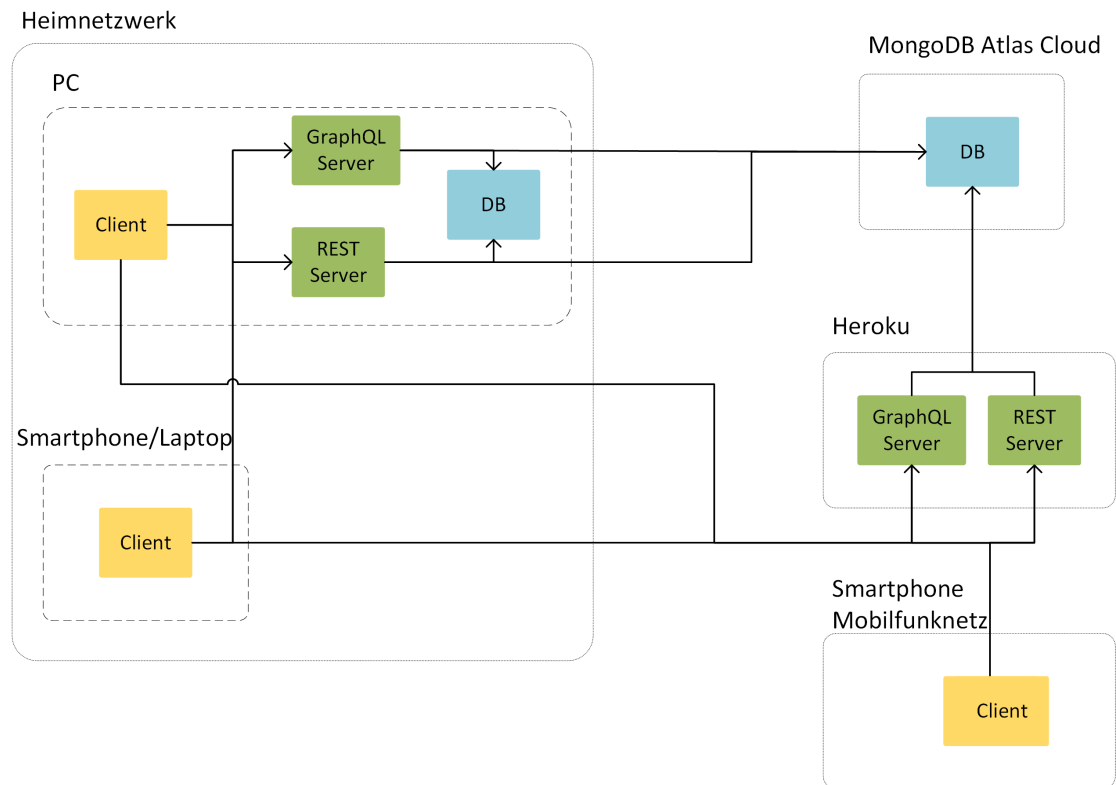 Heimnetzwerk
MongoDB Atlas Cloud
PC
GraphQL
Server
DB
DB
Client
REST
Server
Heroku
Smartphone/Laptop
GraphQL
Server
REST
Server
Client
Smartphone
Mobilfunknetz
Client